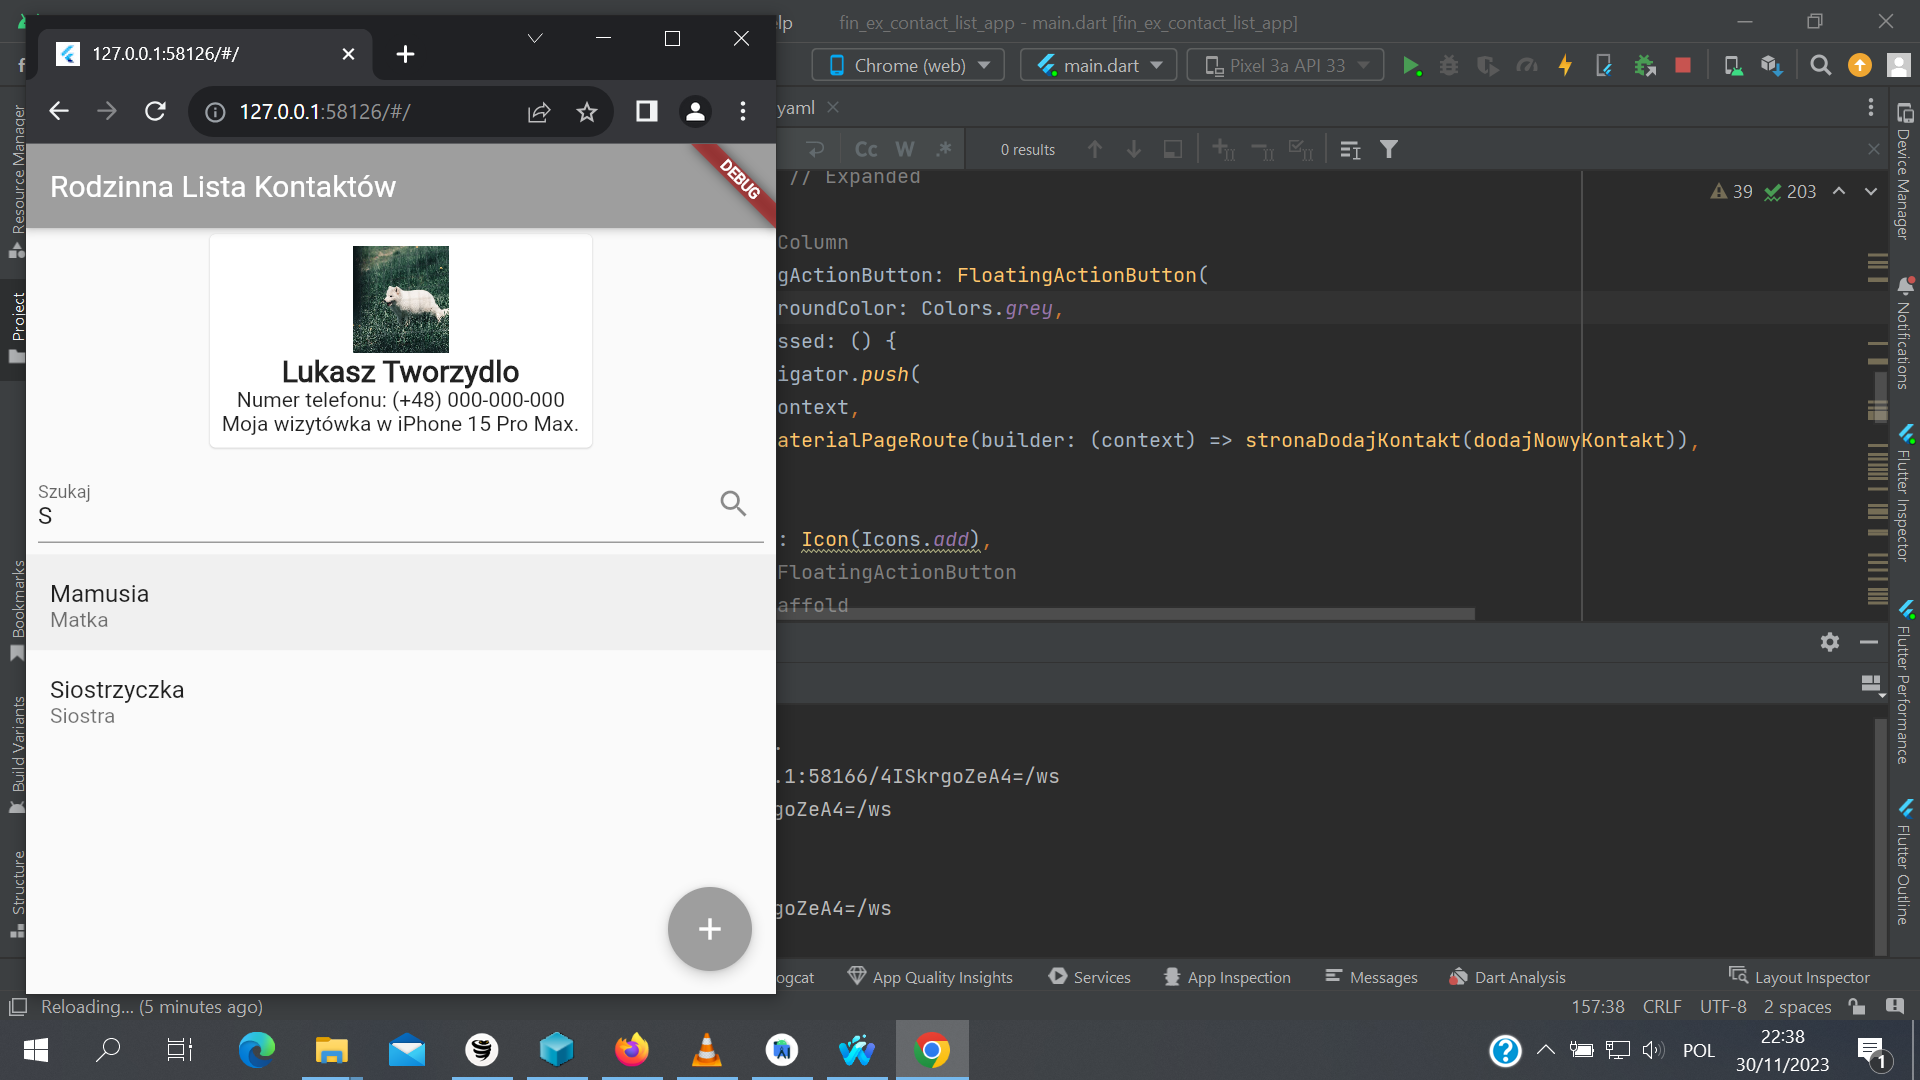 lp
fin_ex_contact_list_app - main.dart [fin_ex_contact_list_app]
127.0.0.1:58126/#/
Chrome (web)
main.dart
Pixel 3a API 33
127.0.0.1:58126/#/
yaml
Cc W .*
0 results
Rodzinna Lista Kontaktów
DEBUG
// Expanded
39
203
Column
gActionButton: FloatingActionButton(
roundColor: Colors.grey,
ssed: () {
igator.push(
ontext,
aterialPageRoute(builder: (context) => stronaDodajKontakt(dodajNowyKontakt)),
: Icon(Icons.add),
FloatingActionButton
affold
Lukasz Tworzydlo
Numer telefonu: (+48) 000-000-000
Moja wizytówka w iPhone 15 Pro Max.
Szukaj
S
Mamusia
Matka
Siostrzyczka
Siostra
+
.1:58166/4ISkrgoZeA4=/ws
goZeA4=/ws
goZeA4=/ws
Resource Manager
Project
Bookmarks
Build Variants
Structure
Device Manager
Notifications
Flutter Inspector
Flutter Performance
Flutter Outline
ogcat
App Quality Insights
Services
App Inspection
Messages
Dart Analysis
Layout Inspector
Reloading... (5 minutes ago)
157:38
CRLF
UTF-8
2 spaces
POL
22:38
30/11/2023
1